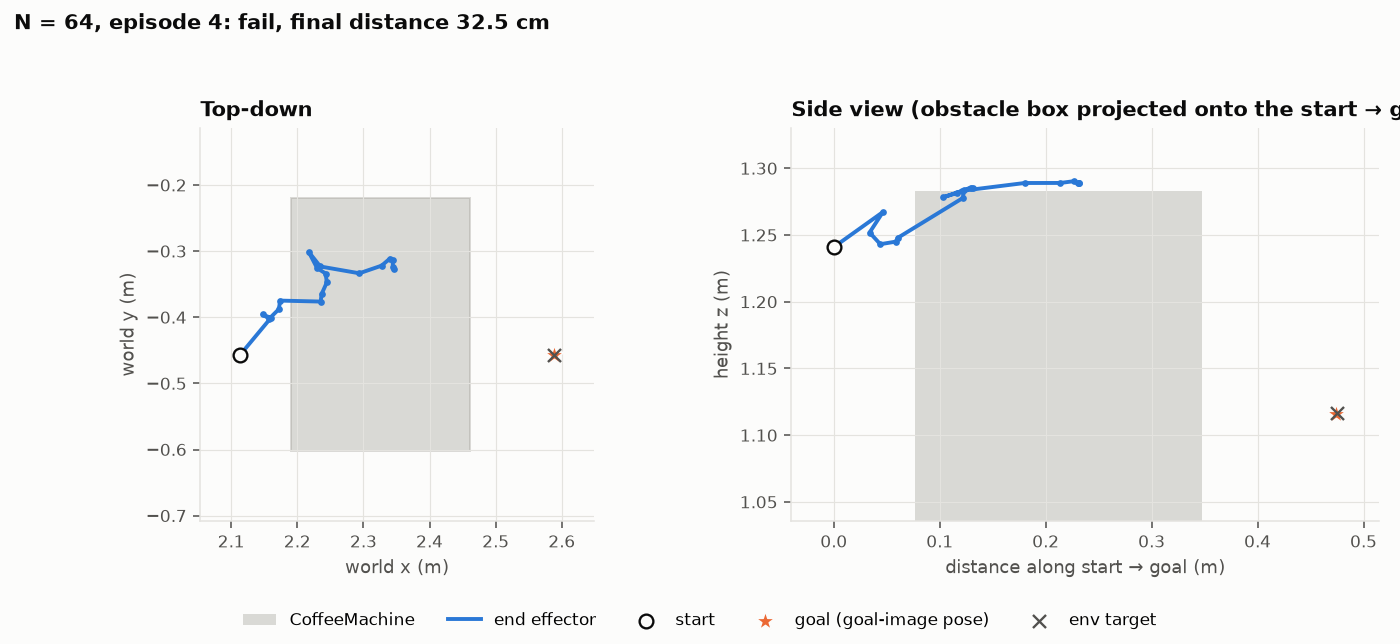 N = 64, episode 4: fail, final distance 32.5 cm
Top-down
−0.2
−0.3
−0.4
−0.5
−0.6
−0.7
world y (m)
2.1 2.2 2.3 2.4 2.5 2.6
world x (m)
Side view (obstacle box projected onto the start → g
1.30
1.25
1.20
1.15
1.10
1.05
height z (m)
0.0 0.1 0.2 0.3 0.4 0.5
distance along start → goal (m)
CoffeeMachine end effector start goal (goal-image pose) env target